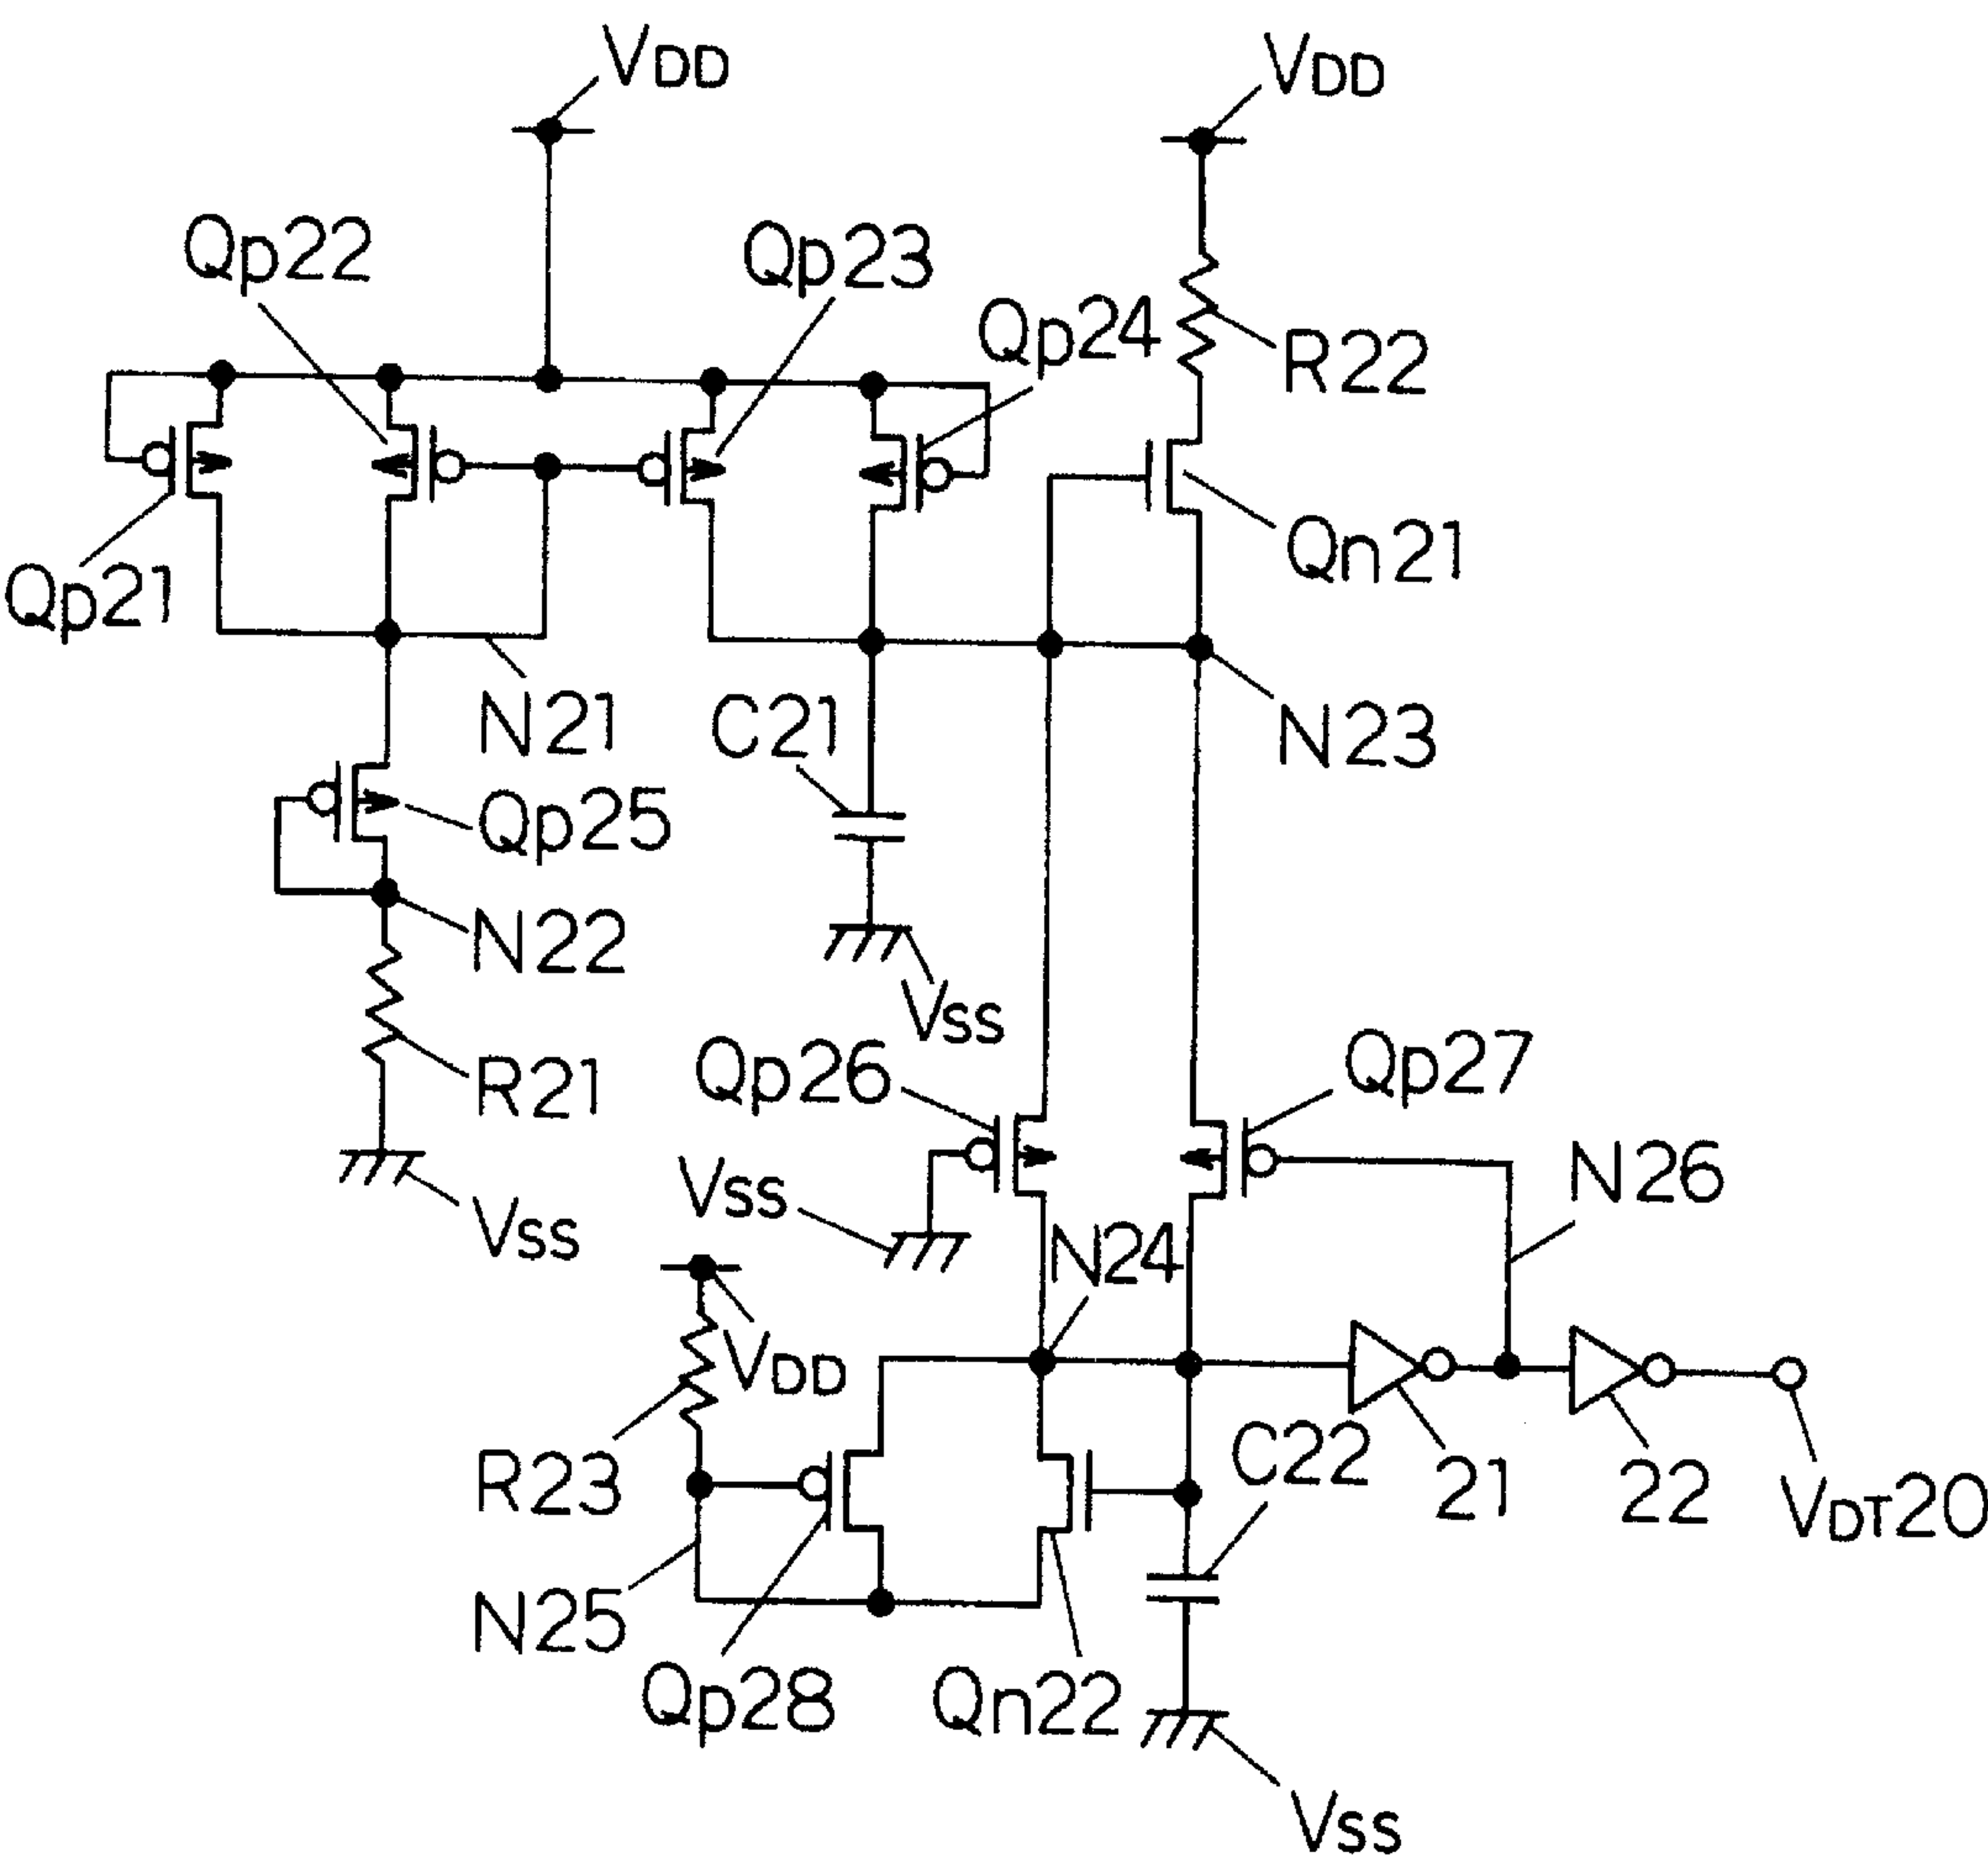 VDD
VDD
Qp22
Qp23
Qp24
R22
Qp21
Qn21
N21
C21
N23
Qp25
N22
Vss
R21
Qp26
Qp27
Vss
N26
Vss
N24
VDD
R23
C22
21
22
VDT20
N25
Qp28
Qn22
Vss